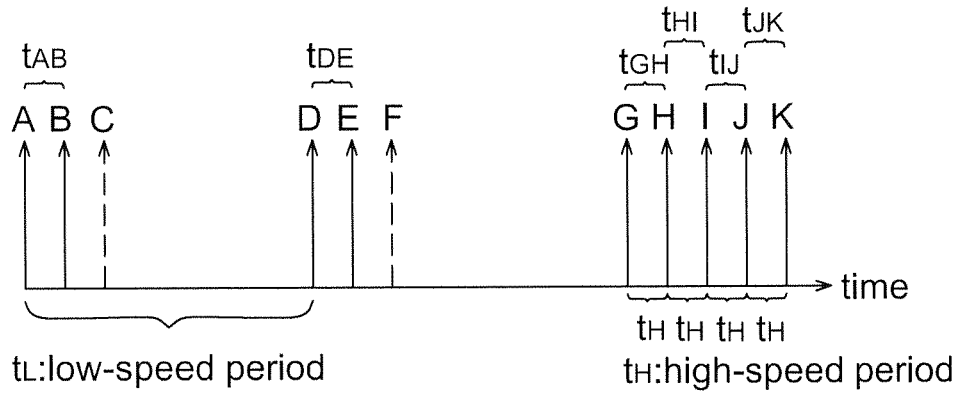 tHI tJK
tAB tDE tGH tIJ
A B C D E F G H I J K
time
tH tH tH tH
tL:low-speed period tH:high-speed period